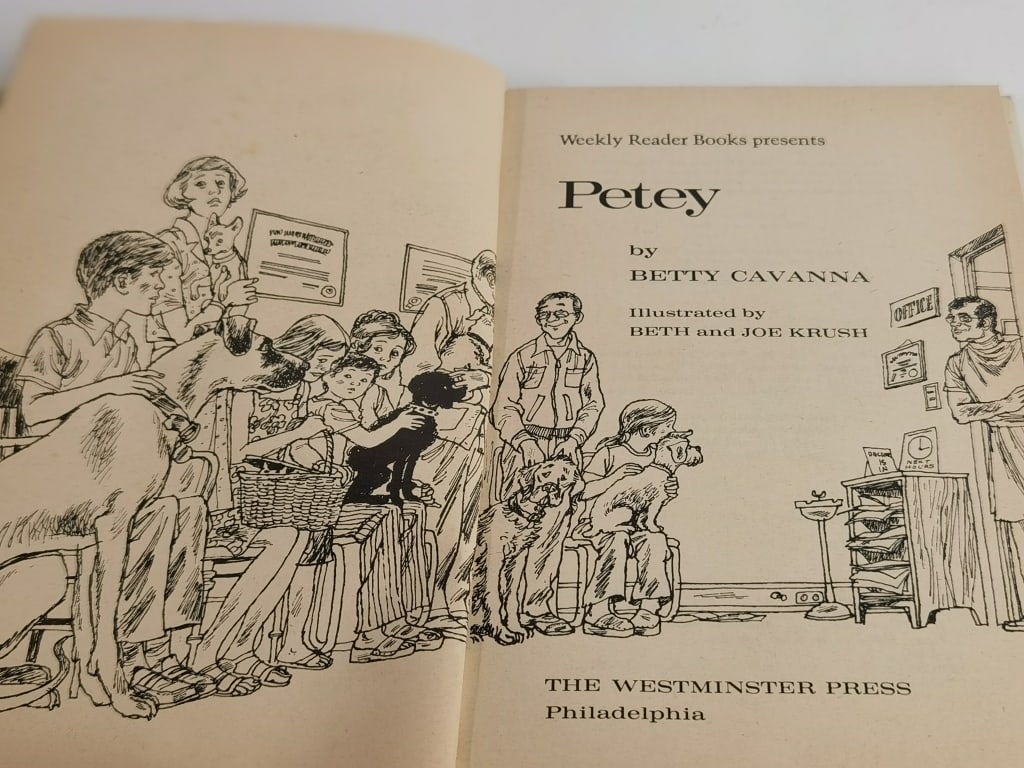 Weekly Reader Books presents
Petey
by
BETTY CAVANNA
Illustrated by
BETH and JOE KRUSH
OFFICE
HOURS
THE WESTMINSTER PRESS
Philadelphia